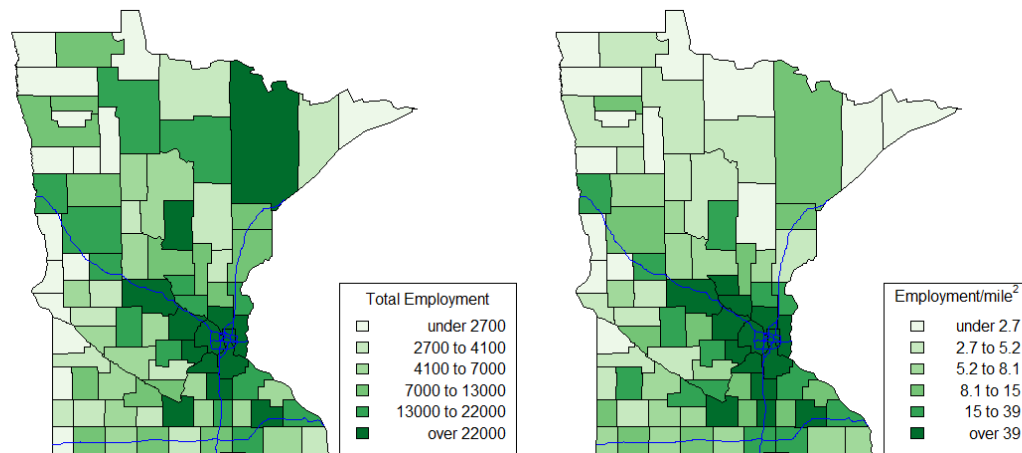 Total Employment
under 2700
2700 to 4100
4100 to 7000
7000 to 13000
13000 to 22000
over 22000
Employment/mile²
under 2.7
2.7 to 5.2
5.2 to 8.1
8.1 to 15
15 to 39
over 39